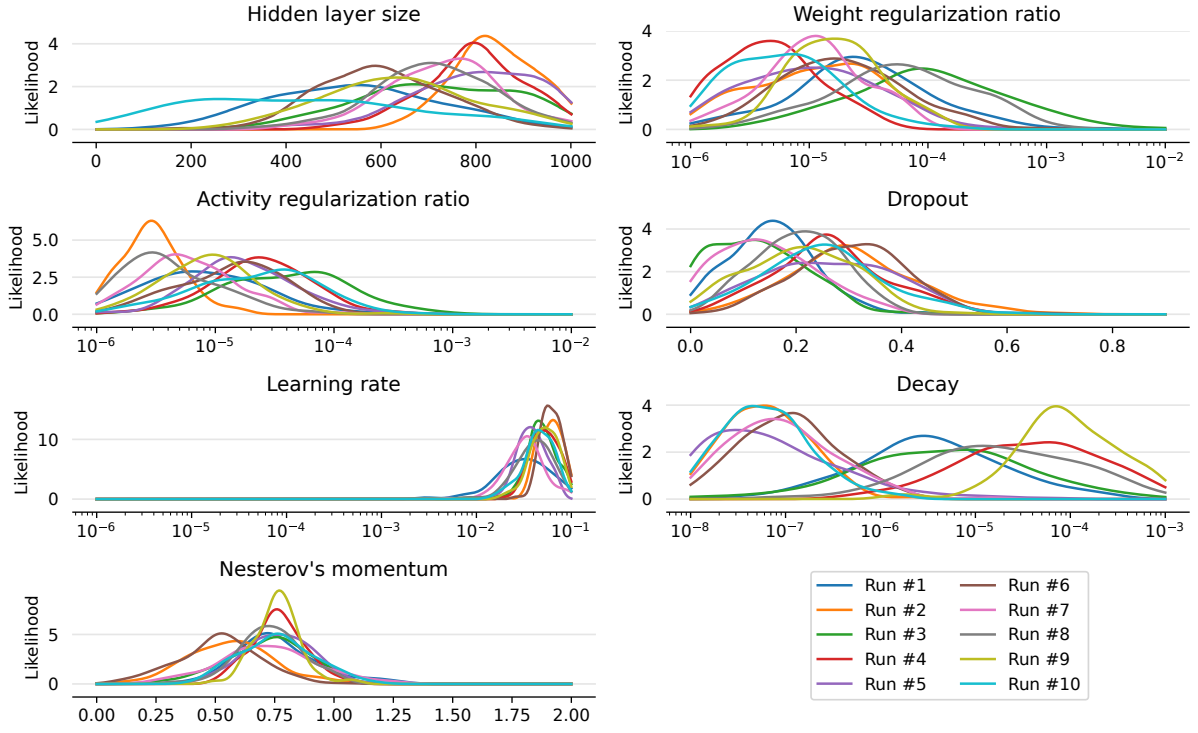 Hidden layer size
Likelihood
4
2
0
0 200 400 600 800 1000
Weight regularization ratio
Likelihood
4
2
0
10⁻⁶ 10⁻⁵ 10⁻⁴ 10⁻³ 10⁻²
Activity regularization ratio
Likelihood
5.0
2.5
0.0
10⁻⁶ 10⁻⁵ 10⁻⁴ 10⁻³ 10⁻²
Dropout
Likelihood
4
2
0
0.0 0.2 0.4 0.6 0.8
Learning rate
Likelihood
10
0
10⁻⁶ 10⁻⁵ 10⁻⁴ 10⁻³ 10⁻² 10⁻¹
Decay
Likelihood
4
2
0
10⁻⁸ 10⁻⁷ 10⁻⁶ 10⁻⁵ 10⁻⁴ 10⁻³
Nesterov's momentum
Likelihood
5
0
0.00 0.25 0.50 0.75 1.00 1.25 1.50 1.75 2.00
Run #1
Run #2
Run #3
Run #4
Run #5
Run #6
Run #7
Run #8
Run #9
Run #10